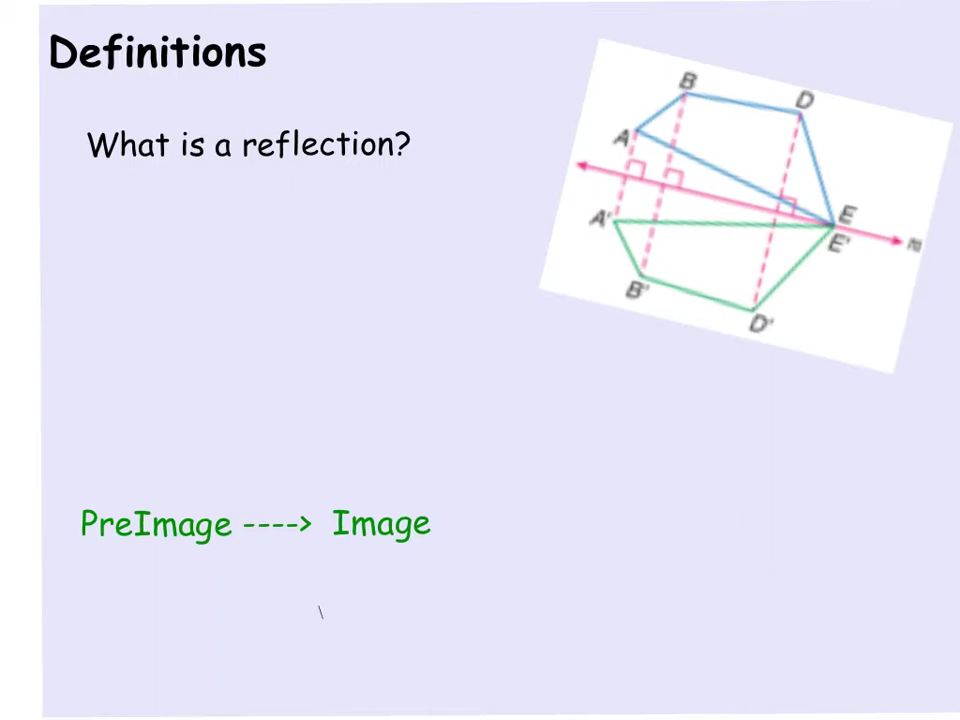 Definitions
What is a reflection?
B
D
A
E
A'
E'
B'
D'
PreImage ----> Image
\